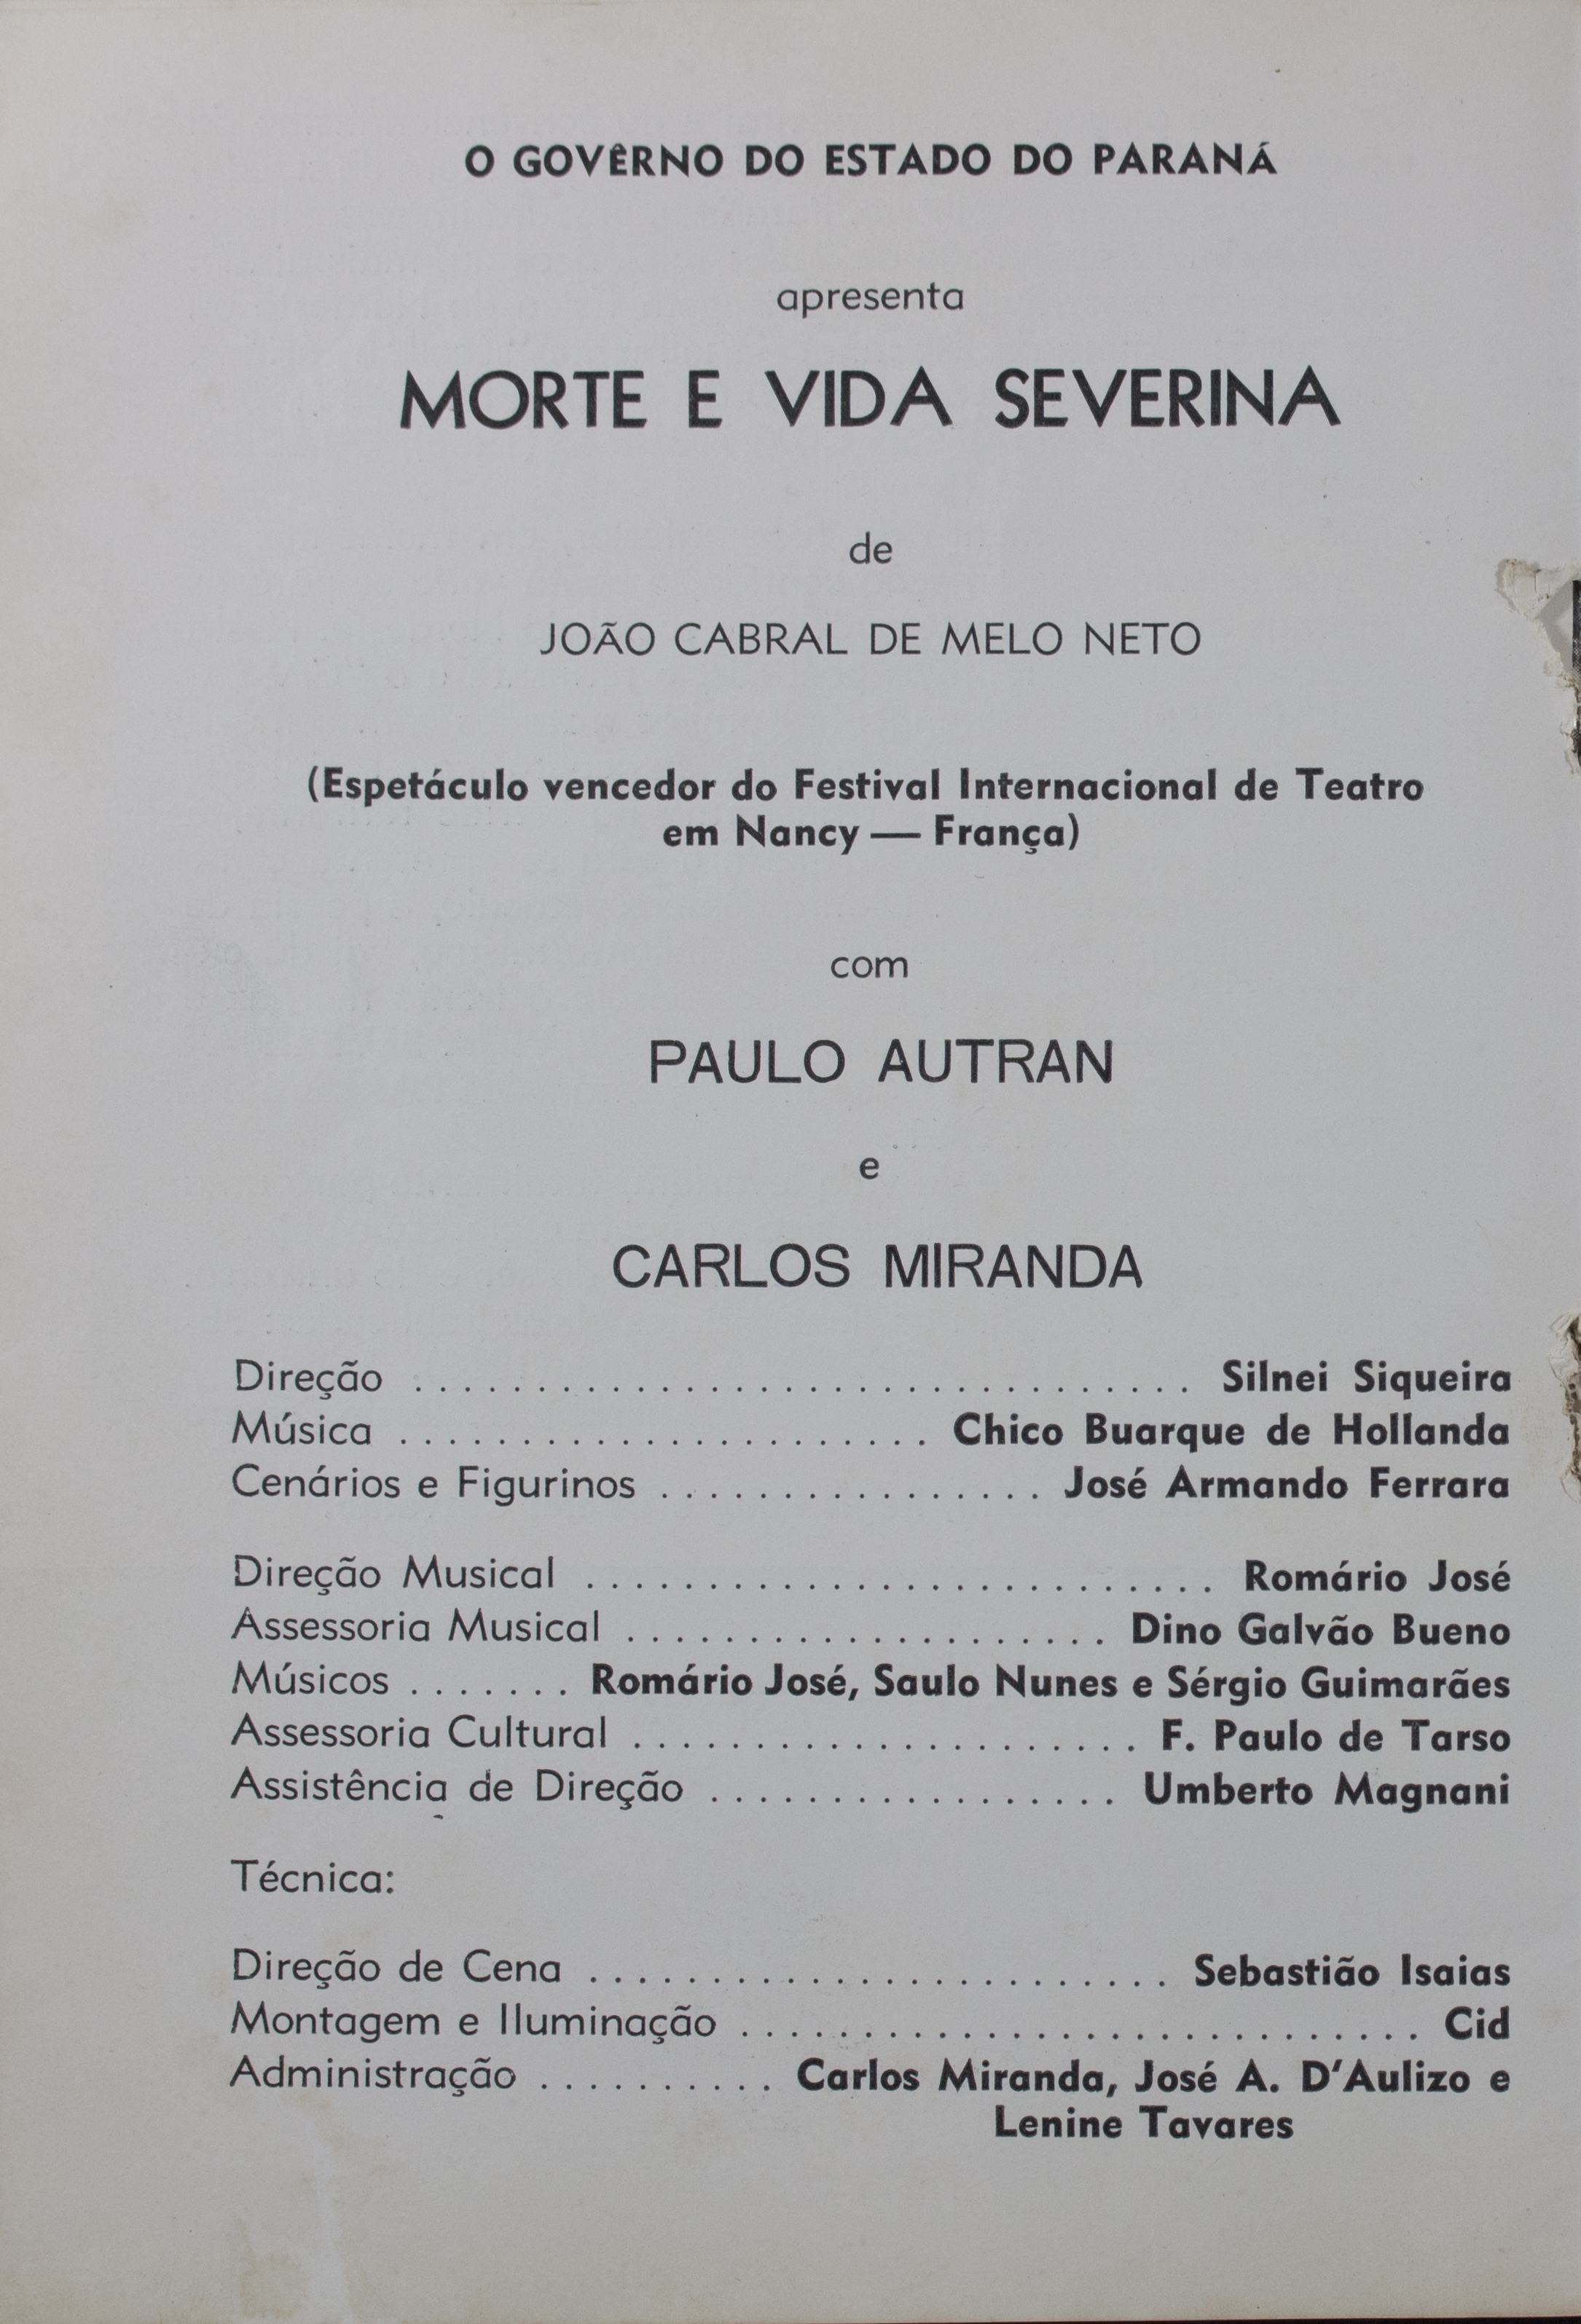 O GOVÊRNO DO ESTADO DO PARANÁ
apresenta
MORTE E VIDA SEVERINA
de
JOÃO CABRAL DE MELO NETO
(Espetáculo vencedor do Festival Internacional de Teatro
em Nancy — França)
com
PAULO AUTRAN
e
CARLOS MIRANDA
Direção . . . . . . . . . . . . . . . . . . . . . . . . . . . . . . . . Silnei Siqueira
Música . . . . . . . . . . . . . . . . . . . . . . Chico Buarque de Hollanda
Cenários e Figurinos . . . . . . . . . . . . . . . . José Armando Ferrara
Direção Musical . . . . . . . . . . . . . . . . . . . . . . . . . . Romário José
Assessoria Musical . . . . . . . . . . . . . . . . . . . . Dino Galvão Bueno
Músicos . . . . . . . Romário José, Saulo Nunes e Sérgio Guimarães
Assessoria Cultural . . . . . . . . . . . . . . . . . . . . . F. Paulo de Tarso
Assistência de Direção . . . . . . . . . . . . . . . . . Umberto Magnani
Técnica:
Direção de Cena . . . . . . . . . . . . . . . . . . . . . . . . Sebastião Isaias
Montagem e Iluminação . . . . . . . . . . . . . . . . . . . . . . . . . . . . Cid
Administração . . . . . . . . . . Carlos Miranda, José A. D'Aulizo e
Lenine Tavares